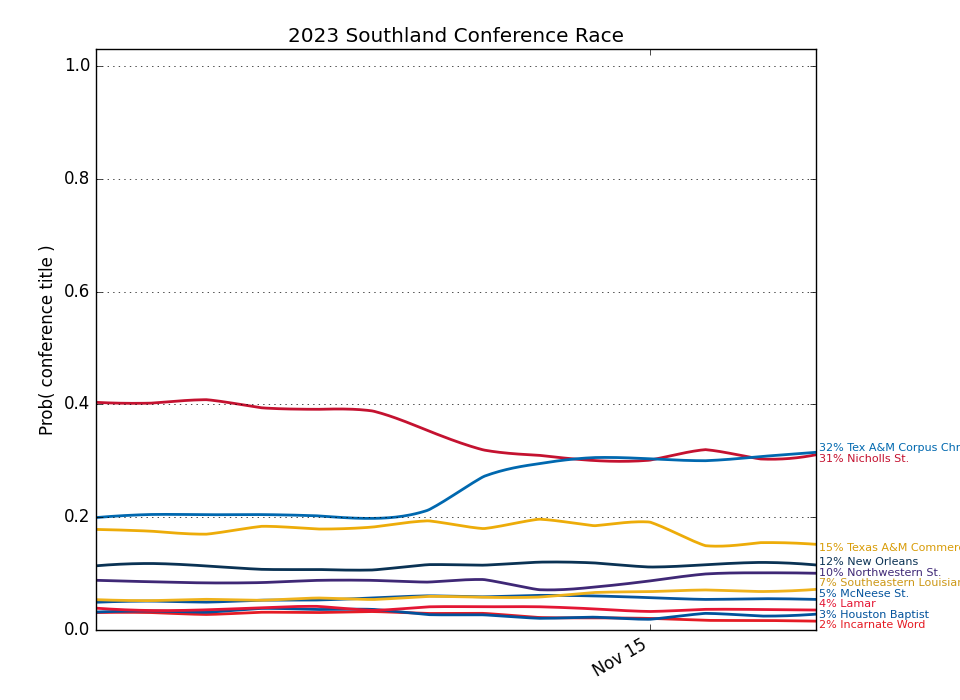 2023 Southland Conference Race
Prob( conference title )
1.0
0.8
0.6
0.4
0.2
0.0
Nov 15
32% Tex A&M Corpus Chr
31% Nicholls St.
15% Texas A&M Commerc
12% New Orleans
10% Northwestern St.
7% Southeastern Louisian
5% McNeese St.
4% Lamar
3% Houston Baptist
2% Incarnate Word